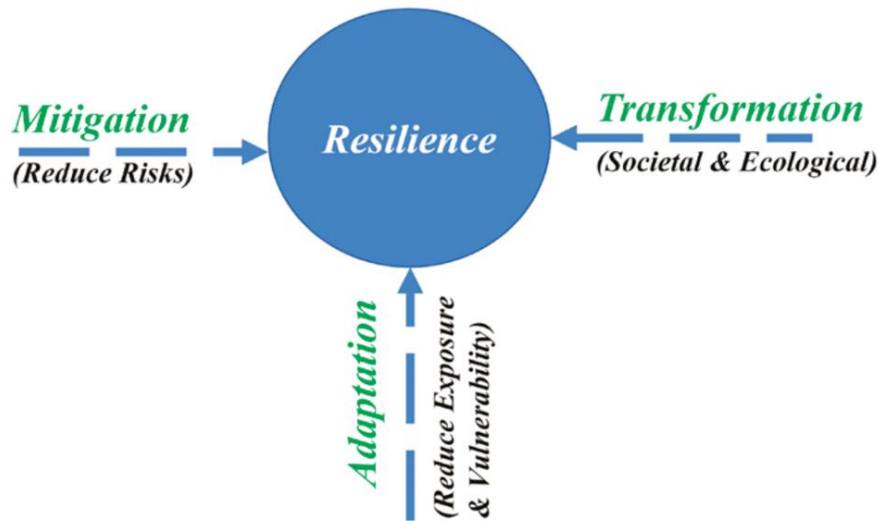 Mitigation
(Reduce Risks)
Resilience
Transformation
(Societal & Ecological)
Adaptation
(Reduce Exposure
& Vulnerability)